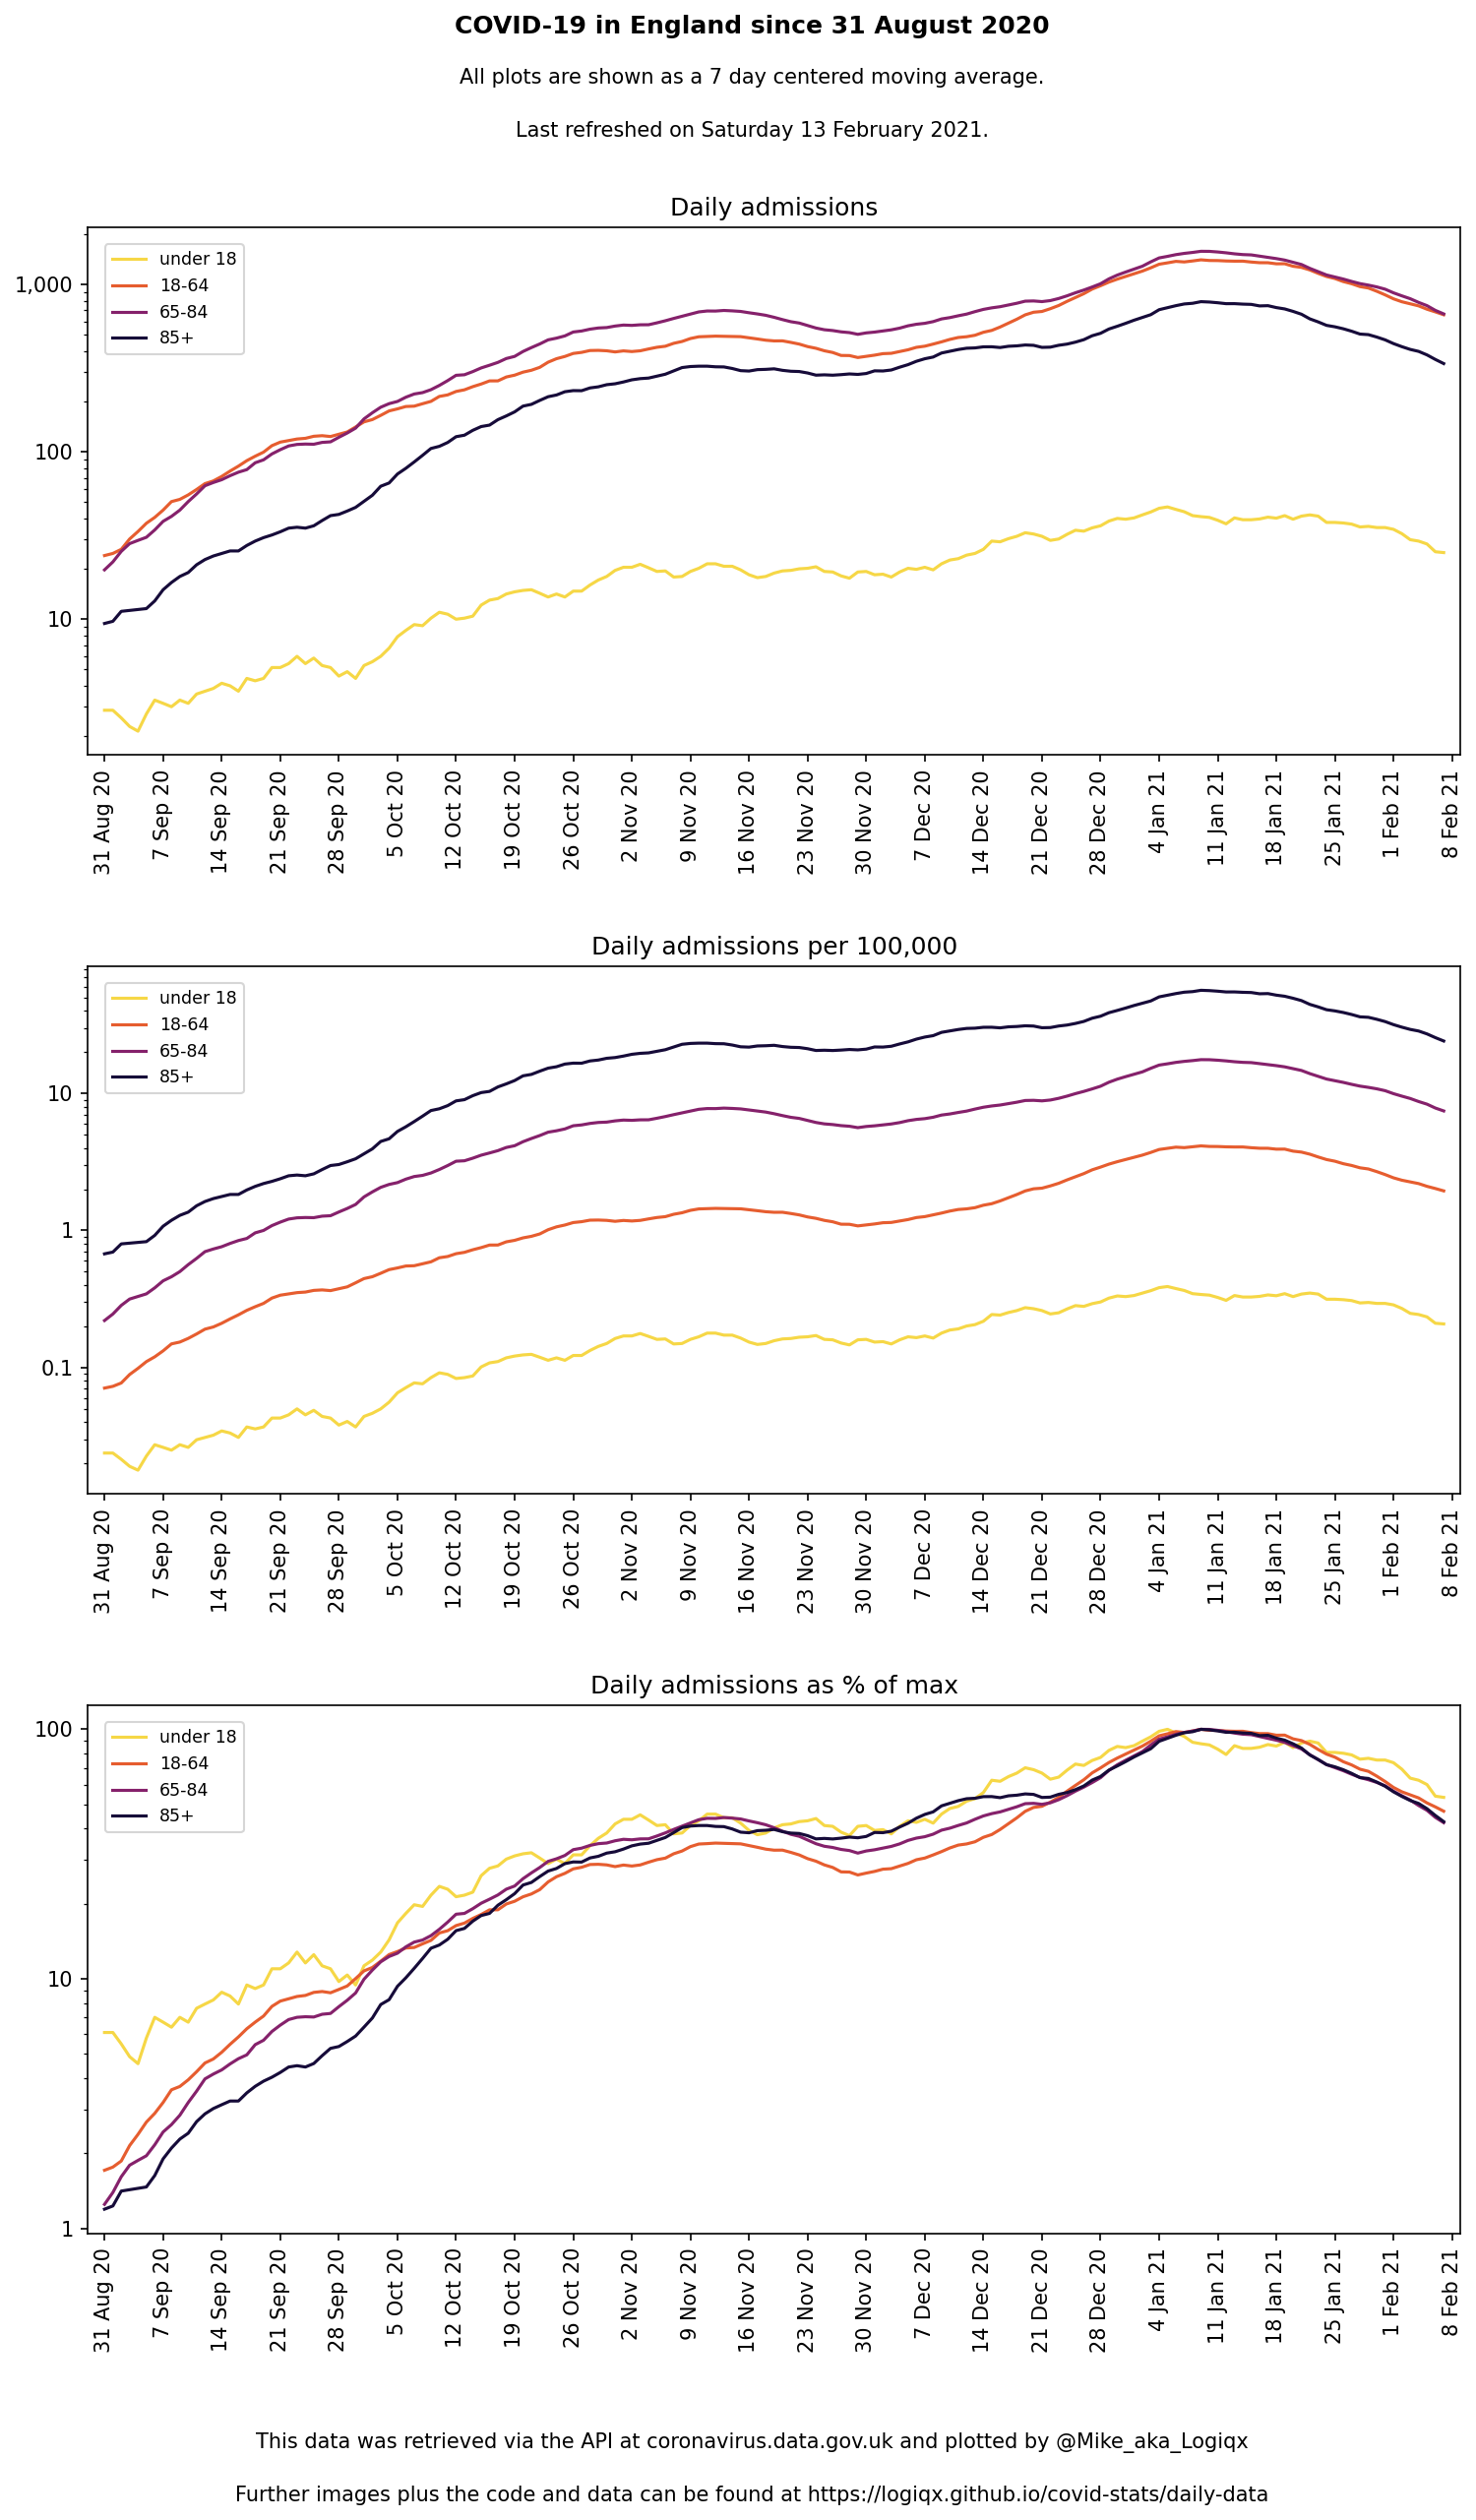 COVID-19 in England since 31 August 2020
All plots are shown as a 7 day centered moving average.
Last refreshed on Saturday 13 February 2021.
Daily admissions
under 18
18-64
65-84
85+
1,000
100
10
31 Aug 20
7 Sep 20
14 Sep 20
21 Sep 20
28 Sep 20
5 Oct 20
12 Oct 20
19 Oct 20
26 Oct 20
2 Nov 20
9 Nov 20
16 Nov 20
23 Nov 20
30 Nov 20
7 Dec 20
14 Dec 20
21 Dec 20
28 Dec 20
4 Jan 21
11 Jan 21
18 Jan 21
25 Jan 21
1 Feb 21
8 Feb 21
Daily admissions per 100,000
under 18
18-64
65-84
85+
10
1
0.1
31 Aug 20
7 Sep 20
14 Sep 20
21 Sep 20
28 Sep 20
5 Oct 20
12 Oct 20
19 Oct 20
26 Oct 20
2 Nov 20
9 Nov 20
16 Nov 20
23 Nov 20
30 Nov 20
7 Dec 20
14 Dec 20
21 Dec 20
28 Dec 20
4 Jan 21
11 Jan 21
18 Jan 21
25 Jan 21
1 Feb 21
8 Feb 21
Daily admissions as % of max
under 18
18-64
65-84
85+
100
10
1
31 Aug 20
7 Sep 20
14 Sep 20
21 Sep 20
28 Sep 20
5 Oct 20
12 Oct 20
19 Oct 20
26 Oct 20
2 Nov 20
9 Nov 20
16 Nov 20
23 Nov 20
30 Nov 20
7 Dec 20
14 Dec 20
21 Dec 20
28 Dec 20
4 Jan 21
11 Jan 21
18 Jan 21
25 Jan 21
1 Feb 21
8 Feb 21
This data was retrieved via the API at coronavirus.data.gov.uk and plotted by @Mike_aka_Logiqx
Further images plus the code and data can be found at https://logiqx.github.io/covid-stats/daily-data